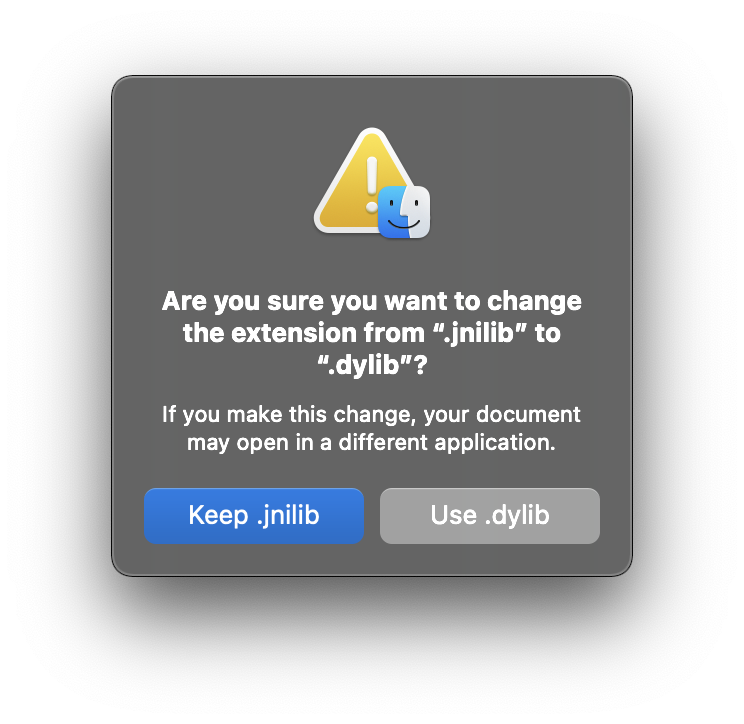 Are you sure you want to change
the extension from “.jnilib” to
“.dylib”?
If you make this change, your document
may open in a different application.
Keep .jnilib
Use .dylib